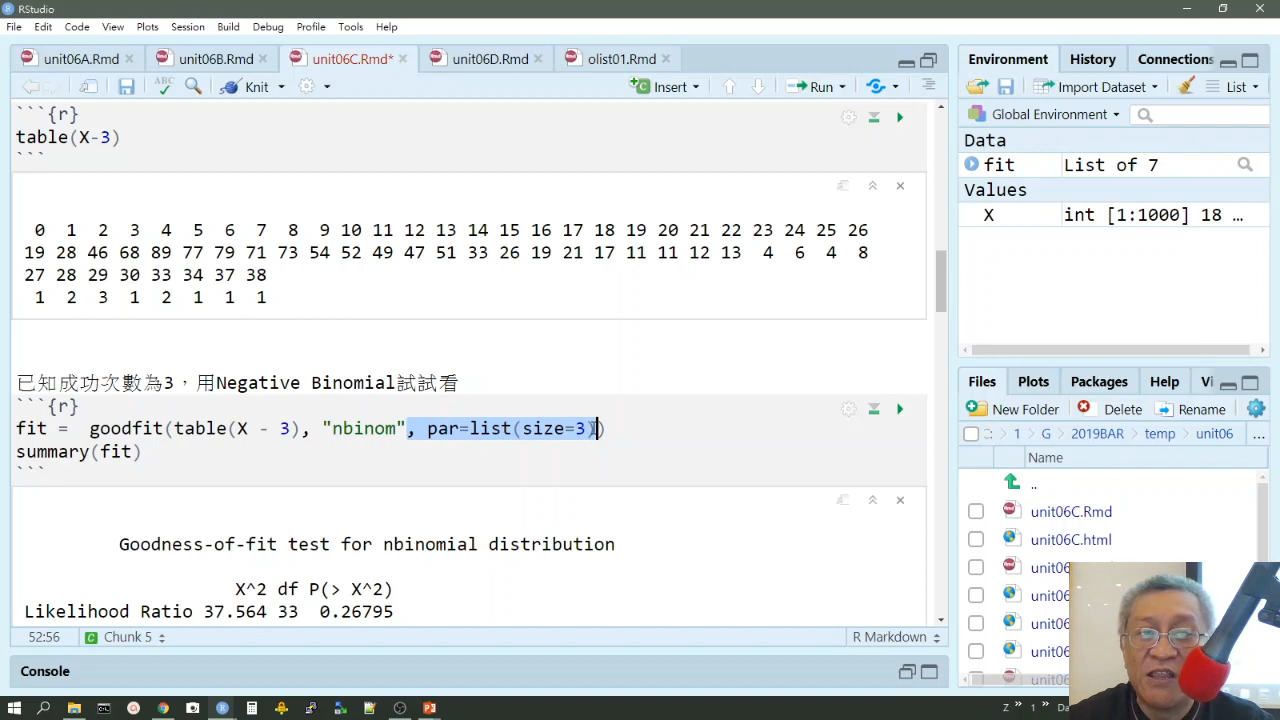 RStudio
File Edit Code View Plots Session Build Debug Profile Tools Help
unit06A.Rmd unit06B.Rmd unit06C.Rmd* unit06D.Rmd olist01.Rmd
ABC Knit Insert Run
```{r}
table(X-3)
```
0 1 2 3 4 5 6 7 8 9 10 11 12 13 14 15 16 17 18 19 20 21 22 23 24 25 26
19 28 46 68 89 77 79 71 73 54 52 49 47 51 33 26 19 21 17 11 11 12 13 4 6 4 8
27 28 29 30 33 34 37 38
1 2 3 1 2 1 1 1
已知成功次數為3，用Negative Binomial試試看
```{r}
fit = goodfit(table(X - 3), "nbinom", par=list(size=3))
summary(fit)
```
Goodness-of-fit test for nbinomial distribution
X^2 df P(> X^2)
Likelihood Ratio 37.564 33 0.26795
52:56 Chunk 5 R Markdown
Console
Environment History Connections
Import Dataset List
Global Environment
Data
fit List of 7
Values
X int [1:1000] 18 …
Files Plots Packages Help
New Folder Delete Rename
1 G 2019BAR temp unit06 ...
Name
..
unit06C.Rmd
unit06C.html